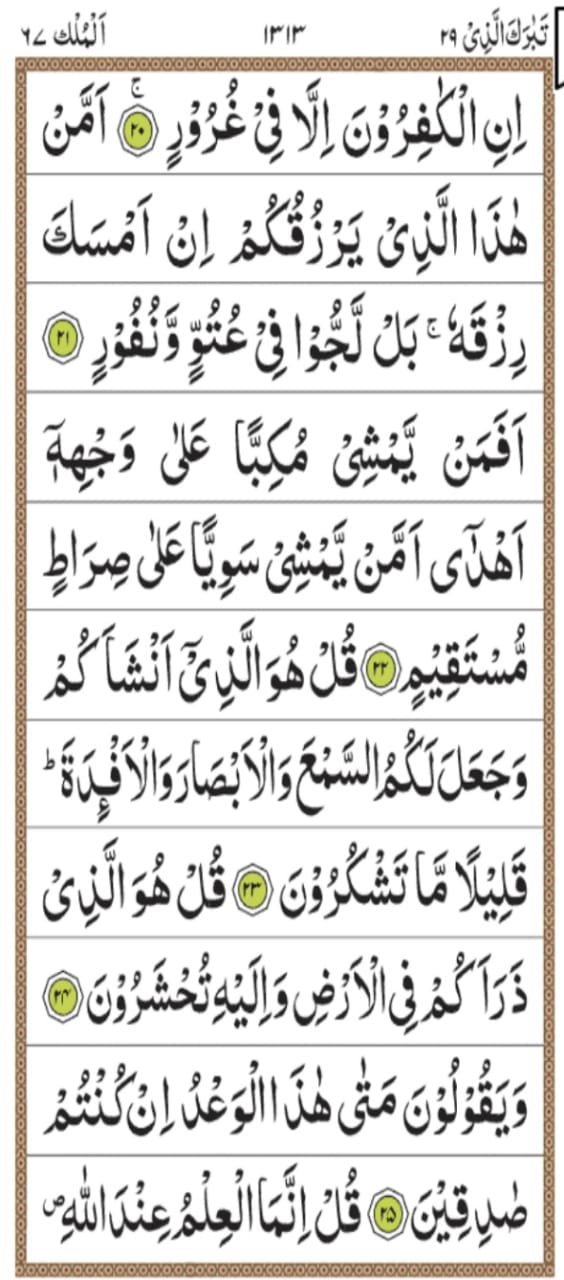 تَبٰرَكَ الَّذِیْ ٢٩ ١٣١٣ اَلْمُلْك ٦٧
اِنِ الْكٰفِرُوْنَ اِلَّا فِیْ غُرُوْرٍ ۚ ﴿٢٠﴾ اَمَّنْ
هٰذَا الَّذِیْ یَرْزُقُكُمْ اِنْ اَمْسَكَ
رِزْقَهٗ ۚ بَلْ لَّجُّوْا فِیْ عُتُوٍّ وَّنُفُوْرٍ ﴿٢١﴾
اَفَمَنْ یَّمْشِیْ مُكِبًّا عَلٰی وَجْهِهٖۤ
اَهْدٰۤی اَمَّنْ یَّمْشِیْ سَوِیًّا عَلٰی صِرَاطٍ
مُّسْتَقِیْمٍ ﴿٢٢﴾ قُلْ هُوَ الَّذِیْۤ اَنْشَاَكُمْ
وَجَعَلَ لَكُمُ السَّمْعَ وَالْاَبْصَارَ وَالْاَفْـِٕدَةَ ؕ
قَلِیْلًا مَّا تَشْكُرُوْنَ ﴿٢٣﴾ قُلْ هُوَ الَّذِیْ
ذَرَاَكُمْ فِی الْاَرْضِ وَاِلَیْهِ تُحْشَرُوْنَ ﴿٢٤﴾
وَیَقُوْلُوْنَ مَتٰی هٰذَا الْوَعْدُ اِنْ كُنْتُمْ
صٰدِقِیْنَ ﴿٢٥﴾ قُلْ اِنَّمَا الْعِلْمُ عِنْدَ اللّٰهِ ۪